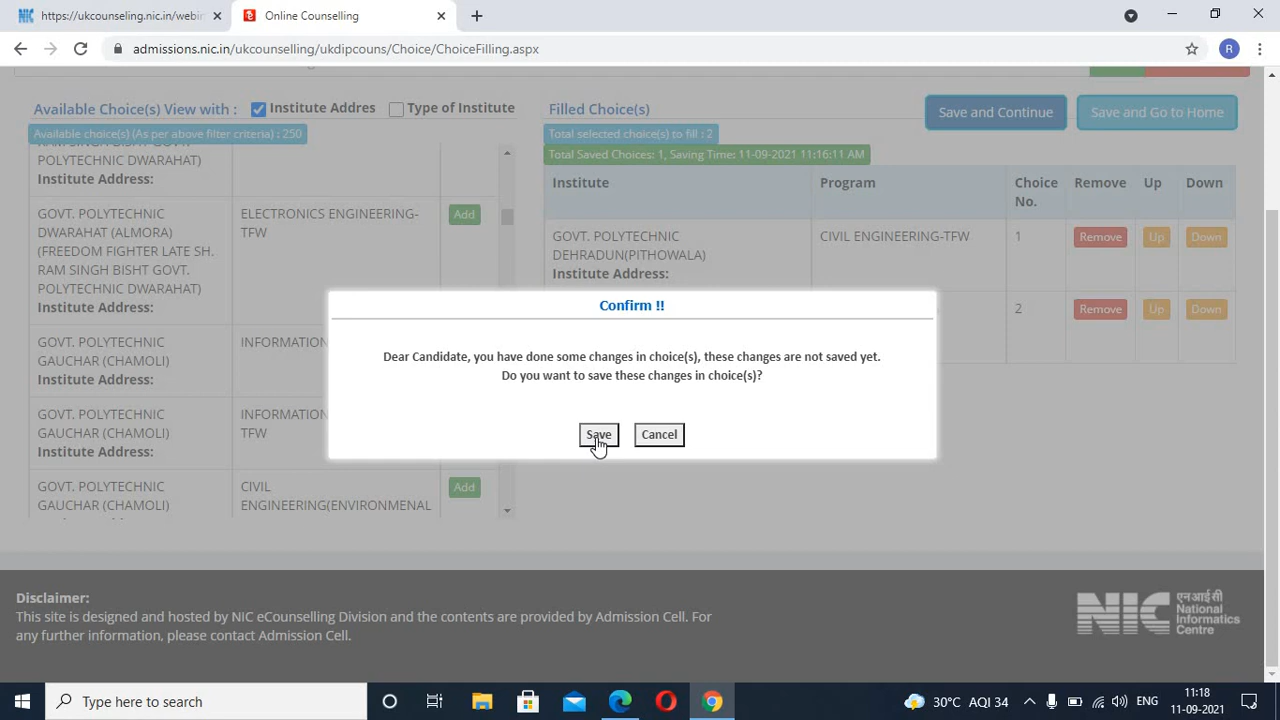 https://ukcounseling.nic.in/webinf
Online Counselling
admissions.nic.in/ukcounselling/ukdipcouns/Choice/ChoiceFilling.aspx
R
Available Choice(s) View with :
Institute Addres
Type of Institute
Available choice(s) (As per above filter criteria) : 250
POLYTECHNIC DWARAHAT)
Institute Address:
GOVT. POLYTECHNIC
DWARAHAT (ALMORA)
(FREEDOM FIGHTER LATE SH.
RAM SINGH BISHT GOVT.
POLYTECHNIC DWARAHAT)
Institute Address:
ELECTRONICS ENGINEERING-
TFW
Add
GOVT. POLYTECHNIC
GAUCHAR (CHAMOLI)
INFORMATION
GOVT. POLYTECHNIC
GAUCHAR (CHAMOLI)
INFORMATION
TFW
GOVT. POLYTECHNIC
GAUCHAR (CHAMOLI)
CIVIL
ENGINEERING(ENVIRONMENAL
Add
Filled Choice(s)
Save and Continue
Save and Go to Home
Total selected choice(s) to fill : 2
Total Saved Choices: 1, Saving Time: 11-09-2021 11:16:11 AM
Institute Program Choice No. Remove Up Down
GOVT. POLYTECHNIC
DEHRADUN(PITHOWALA)
Institute Address:
CIVIL ENGINEERING-TFW
1
Remove Up Down
2
Remove Up Down
Confirm !!
Dear Candidate, you have done some changes in choice(s), these changes are not saved yet.
Do you want to save these changes in choice(s)?
Save
Cancel
Disclaimer:
This site is designed and hosted by NIC eCounselling Division and the contents are provided by Admission Cell. For
any further information, please contact Admission Cell.
NIC
एनआईसी
National
Informatics
Centre
Type here to search
30°C AQI 34
ENG
11:18
11-09-2021